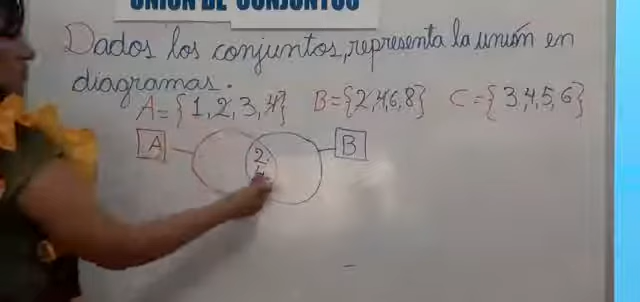 UNIÓN DE CONJUNTOS
Dados los conjuntos, representa la unión en
diagramas.
A={1,2,3,4} B={2,4,6,8} C={3,4,5,6}
A B
2
4